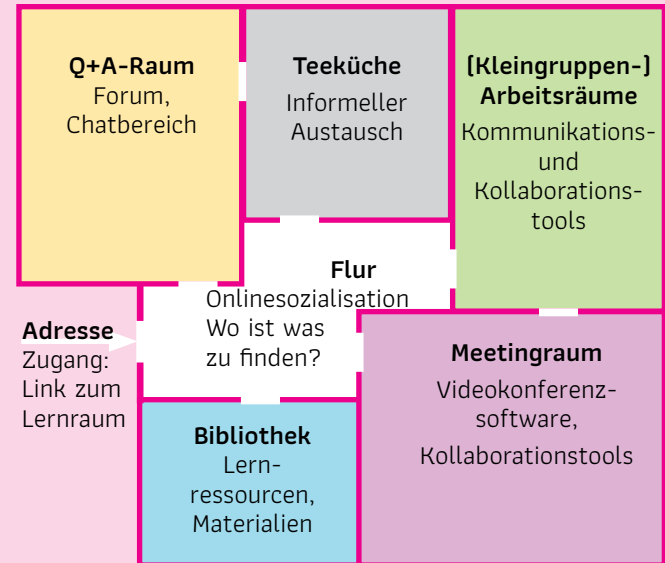 Q+A-Raum
Forum,
Chatbereich
Teeküche
Informeller
Austausch
(Kleingruppen-)
Arbeitsräume
Kommunikations-
und
Kollaborations-
tools
Flur
Onlinesozialisation
Wo ist was
zu finden?
Adresse
Zugang:
Link zum
Lernraum
Meetingraum
Videokonferenz-
software,
Kollaborationstools
Bibliothek
Lern-
ressourcen,
Materialien